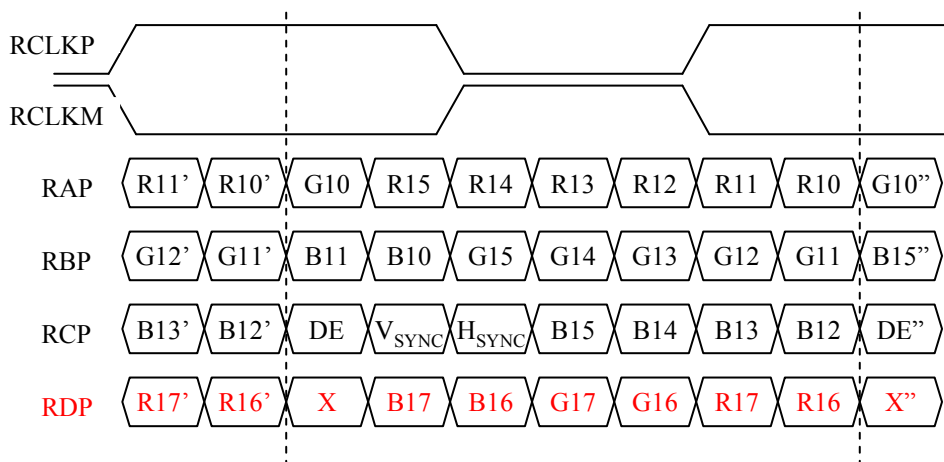 RCLKP
RCLKM
RAP R11’ R10’ G10 R15 R14 R13 R12 R11 R10 G10”
RBP G12’ G11’ B11 B10 G15 G14 G13 G12 G11 B15”
RCP B13’ B12’ DE VSYNC HSYNC B15 B14 B13 B12 DE”
RDP R17’ R16’ X B17 B16 G17 G16 R17 R16 X”